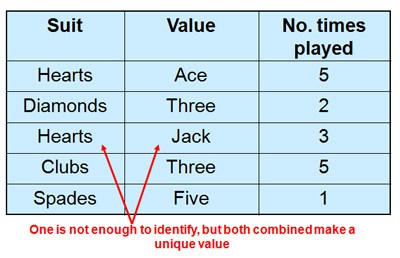 Suit Value No. times played
Hearts Ace 5
Diamonds Three 2
Hearts Jack 3
Clubs Three 5
Spades Five 1
One is not enough to identify, but both combined make a
unique value